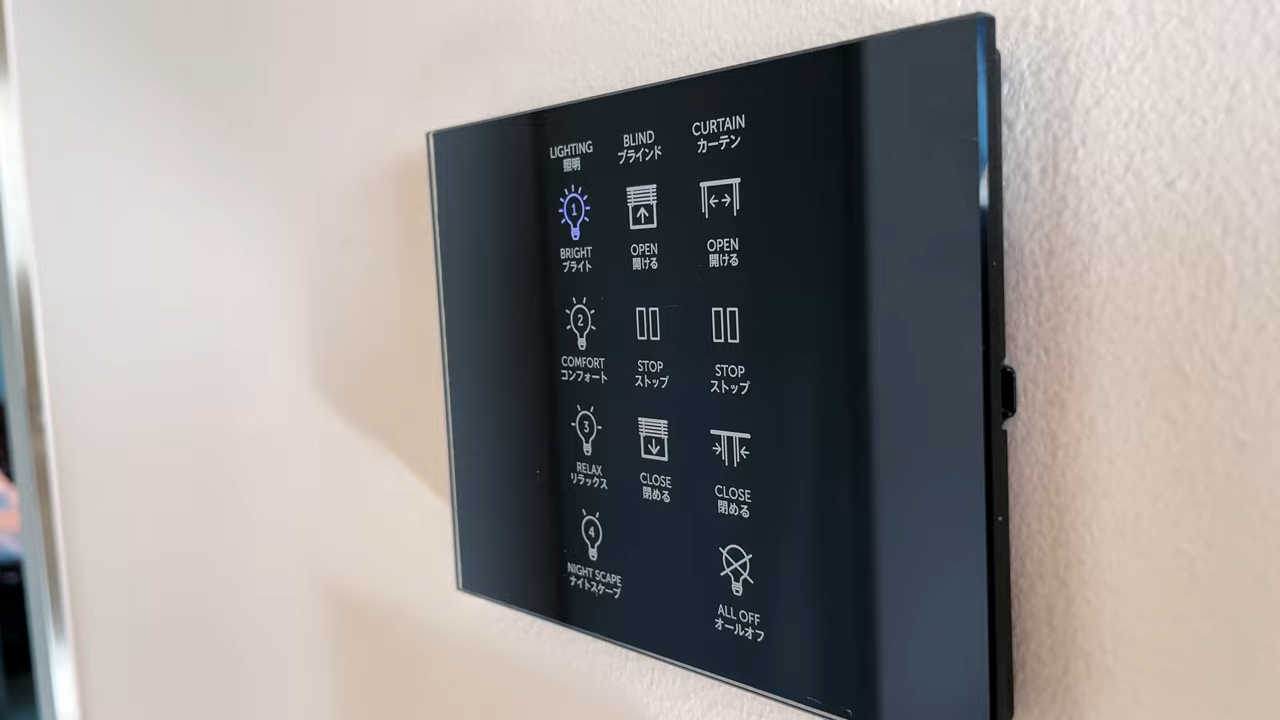 LIGHTING
照明
1
BRIGHT
ブライト
2
COMFORT
コンフォート
3
RELAX
リラックス
4
NIGHT SCAPE
ナイトスケープ
BLIND
ブラインド
OPEN
開ける
STOP
ストップ
CLOSE
閉める
CURTAIN
カーテン
OPEN
開ける
STOP
ストップ
CLOSE
閉める
ALL OFF
オールオフ